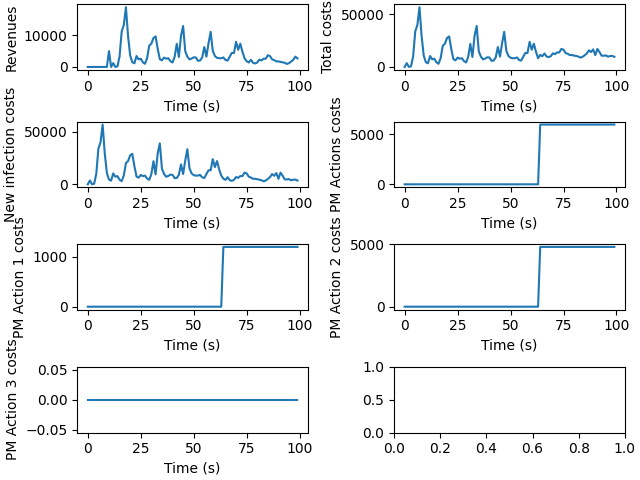 Revenues
10000
0
0 25 50 75 100
Time (s)
Total costs
50000
0
0 25 50 75 100
Time (s)
New infection costs
50000
0
0 25 50 75 100
Time (s)
PM Actions costs
5000
0
0 25 50 75 100
Time (s)
PM Action 1 costs
1000
0
0 25 50 75 100
Time (s)
PM Action 2 costs
5000
0
0 25 50 75 100
Time (s)
PM Action 3 costs
0.05
0.00
−0.05
0 25 50 75 100
Time (s)
1.0
0.5
0.0
0.0 0.2 0.4 0.6 0.8 1.0